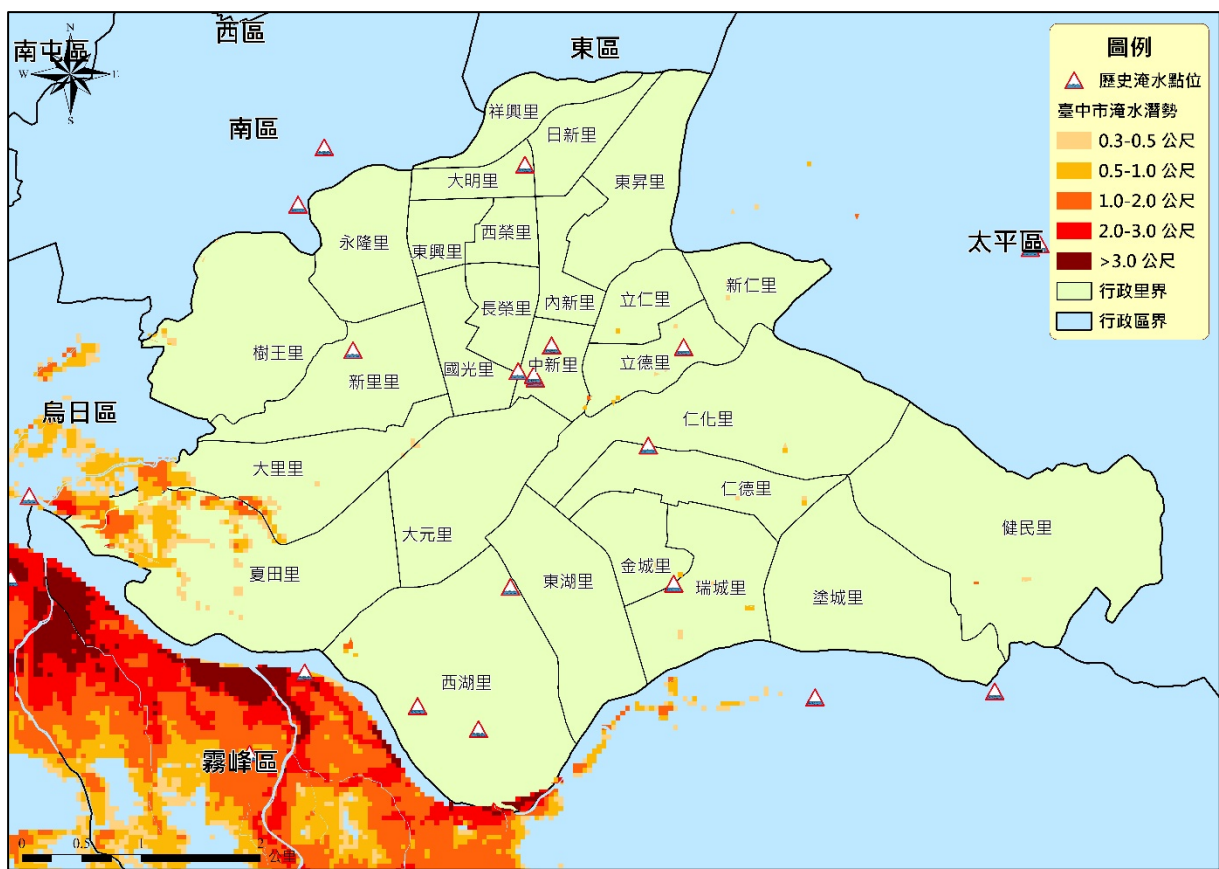 西區
東區
南屯區
N
W
E
S
南區
圖例
歷史淹水點位
臺中市淹水潛勢
0.3-0.5 公尺
0.5-1.0 公尺
1.0-2.0 公尺
2.0-3.0 公尺
>3.0 公尺
行政里界
行政區界
祥興里
日新里
大明里
東昇里
永隆里
西榮里
東興里
太平區
新仁里
立仁里
內新里
長榮里
樹王里
立德里
中新里
國光里
新里里
烏日區
仁化里
大里里
仁德里
健民里
大元里
夏田里
金城里
東湖里
瑞城里
塗城里
西湖里
霧峰區
0
0.5
1
2
公里